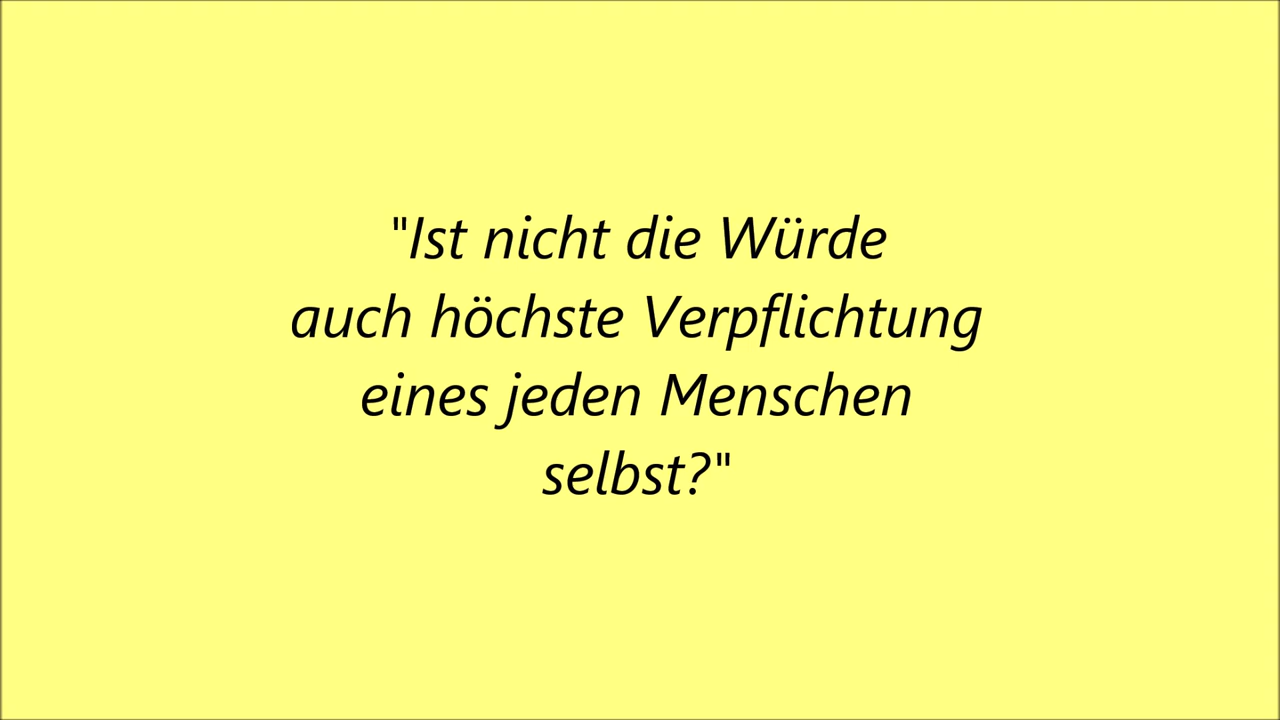 "Ist nicht die Würde
auch höchste Verpflichtung
eines jeden Menschen
selbst?"